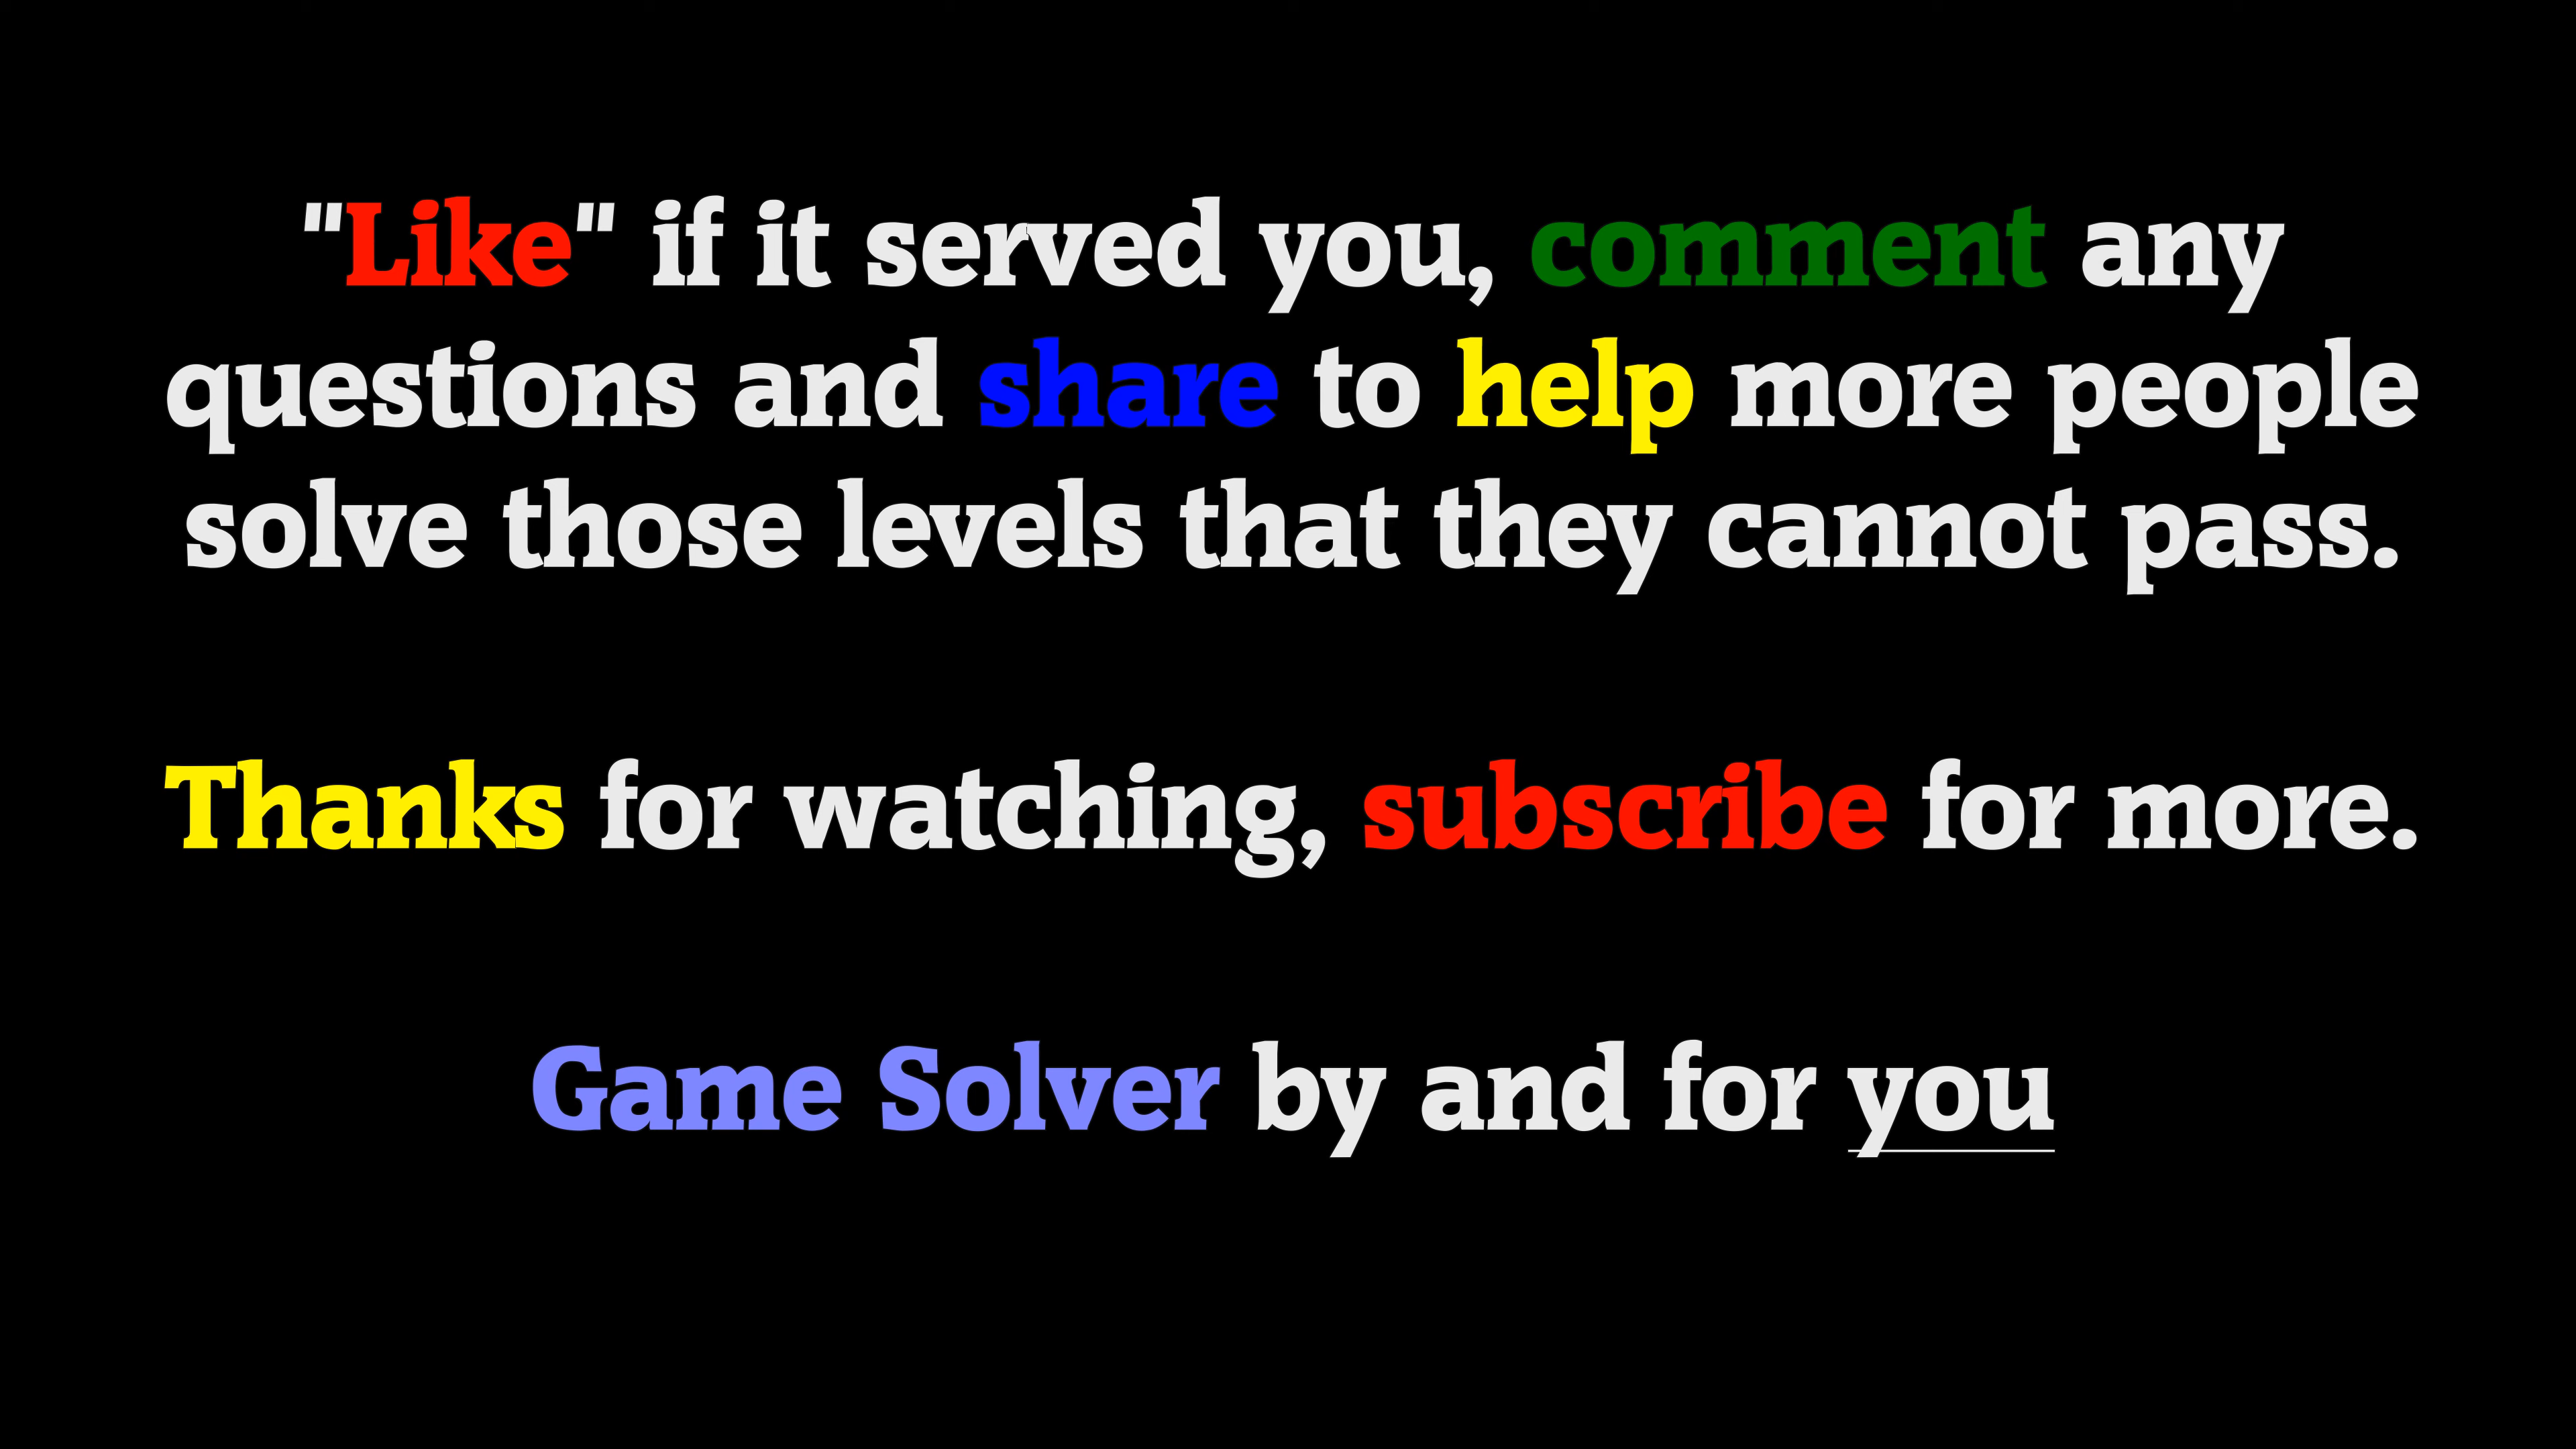 "Like" if it served you, comment any
questions and share to help more people
solve those levels that they cannot pass.
Thanks for watching, subscribe for more.
Game Solver by and for you